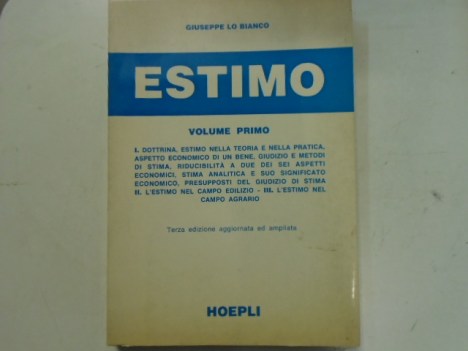 GIUSEPPE LO BIANCO
ESTIMO
VOLUME PRIMO
I. DOTTRINA, ESTIMO NELLA TEORIA E NELLA PRATICA,
ASPETTO ECONOMICO DI UN BENE, GIUDIZIO E METODI
DI STIMA, RIDUCIBILITÀ A DUE DEI SEI ASPETTI
ECONOMICI, STIMA ANALITICA E SUO SIGNIFICATO
ECONOMICO, PRESUPPOSTI DEL GIUDIZIO DI STIMA
II. L'ESTIMO NEL CAMPO EDILIZIO - III. L'ESTIMO NEL
CAMPO AGRARIO
Terza edizione aggiornata ed ampliata
HOEPLI